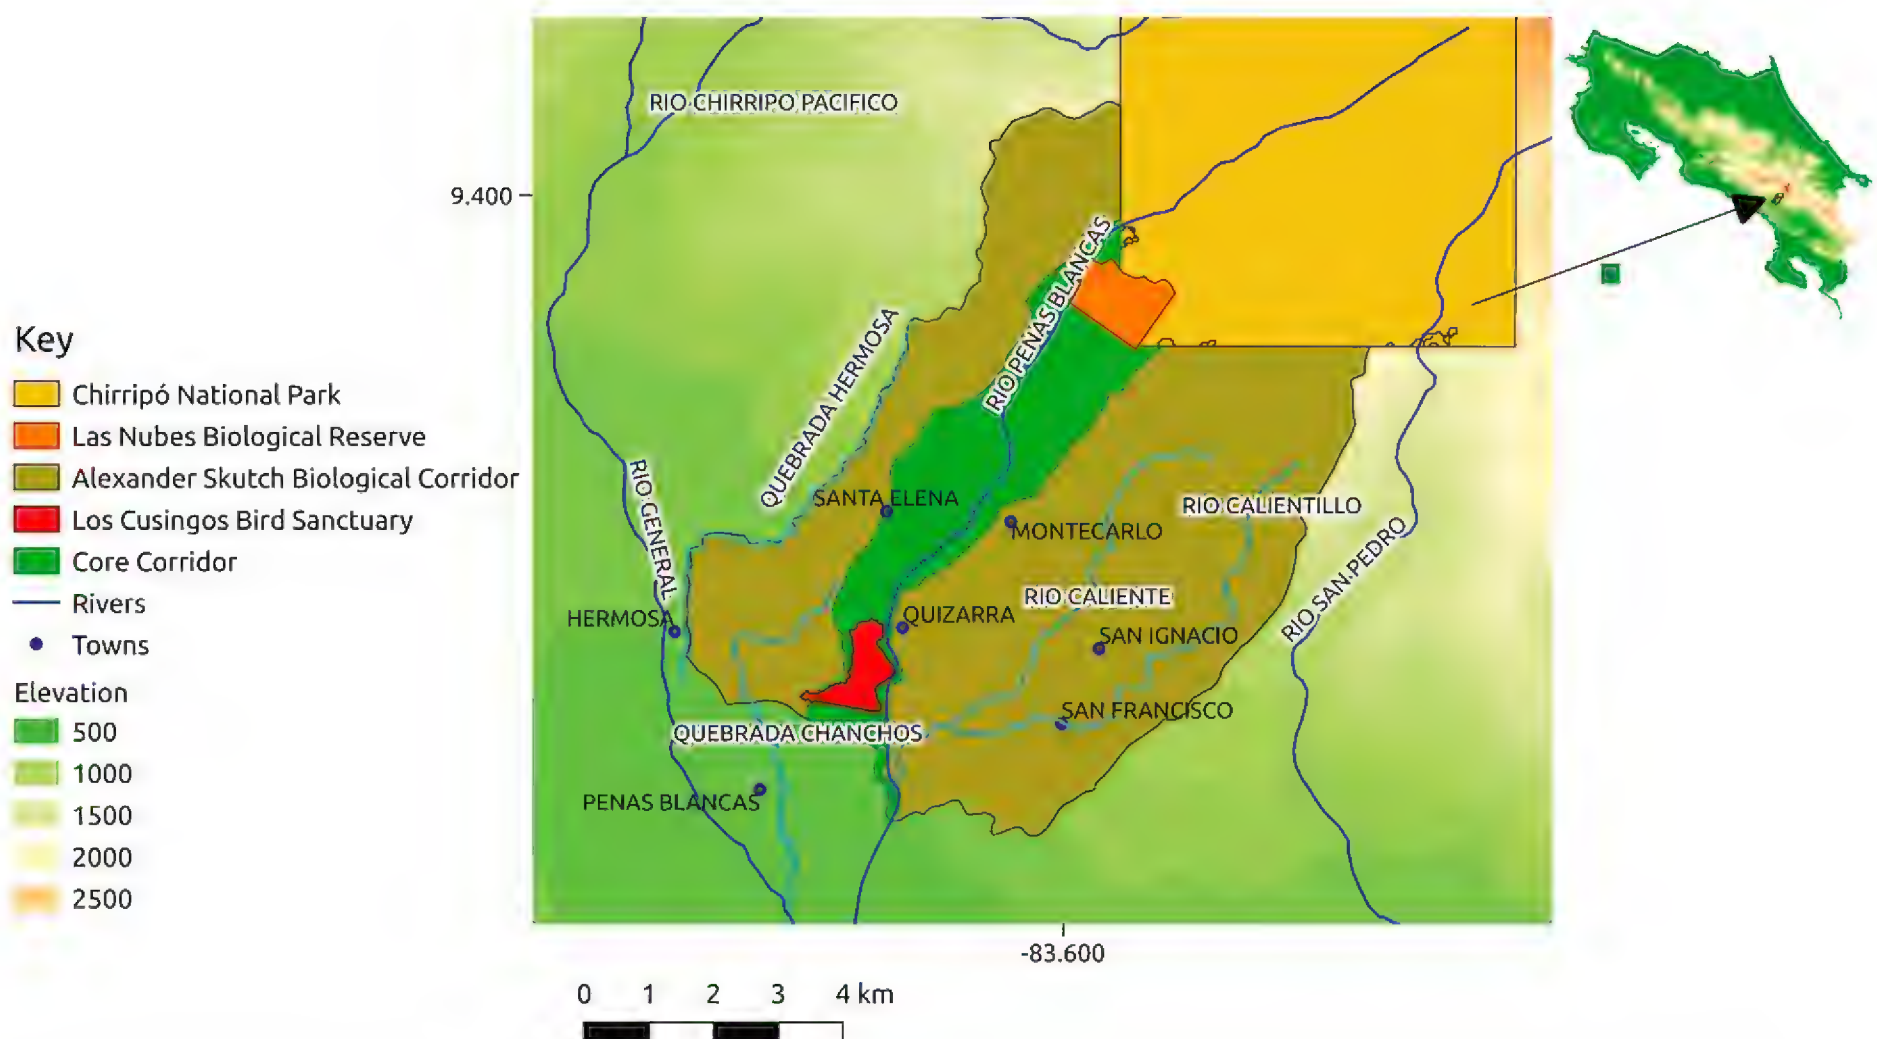 RIO CHIRRIPO PACIFICO
9.400
RIO PENAS BLANCAS
QUEBRADA HERMOSA
Key
Chirripó National Park
Las Nubes Biological Reserve
Alexander Skutch Biological Corridor
Los Cusingos Bird Sanctuary
Core Corridor
Rivers
Towns
Elevation
500
1000
1500
2000
2500
RIO GENERAL
SANTA ELENA
MONTECARLO
RIO CALIENTILLO
RIO SAN PEDRO
RIO CALIENTE
HERMOSA
QUIZARRA
SAN IGNACIO
SAN FRANCISCO
QUEBRADA CHANCHOS
PENAS BLANCAS
-83.600
0 1 2 3 4 km